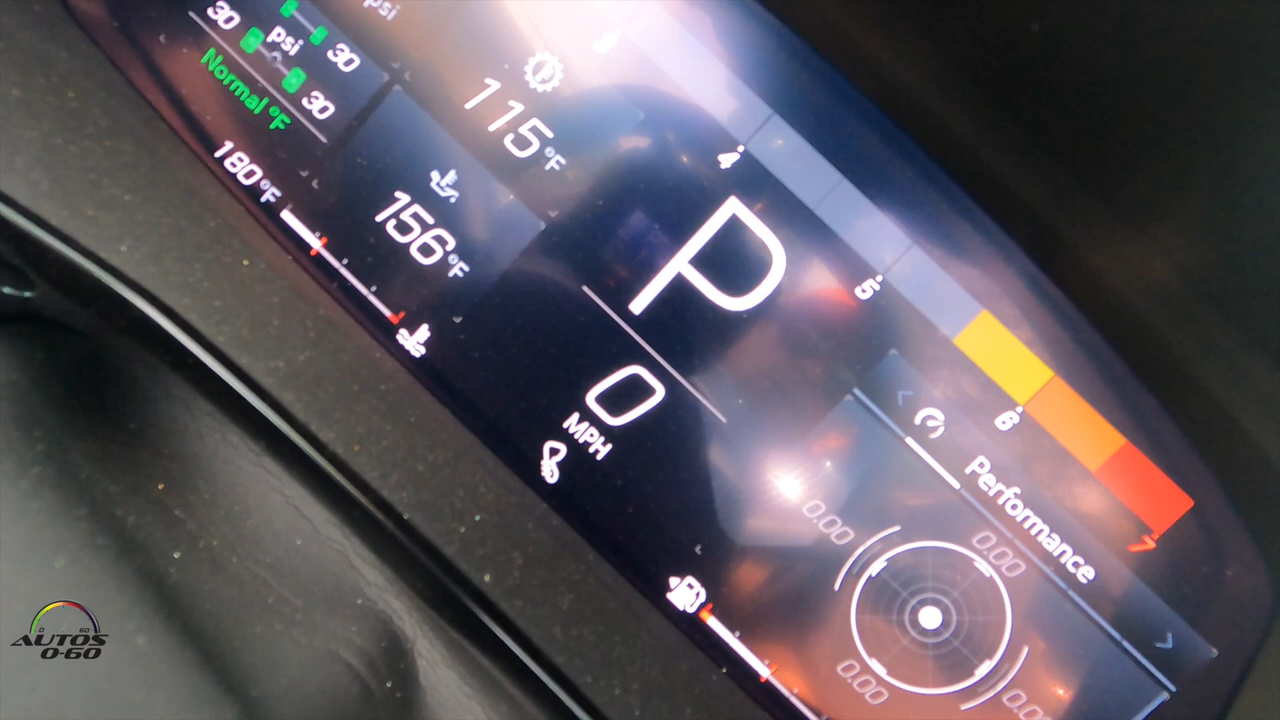 psi
30
psi
30
30
Normal °F
180°F
115°F
156°F
4
5
6
7
P
0
MPH
Performance
0.00
0.00
0.00
AUTOS
0-60